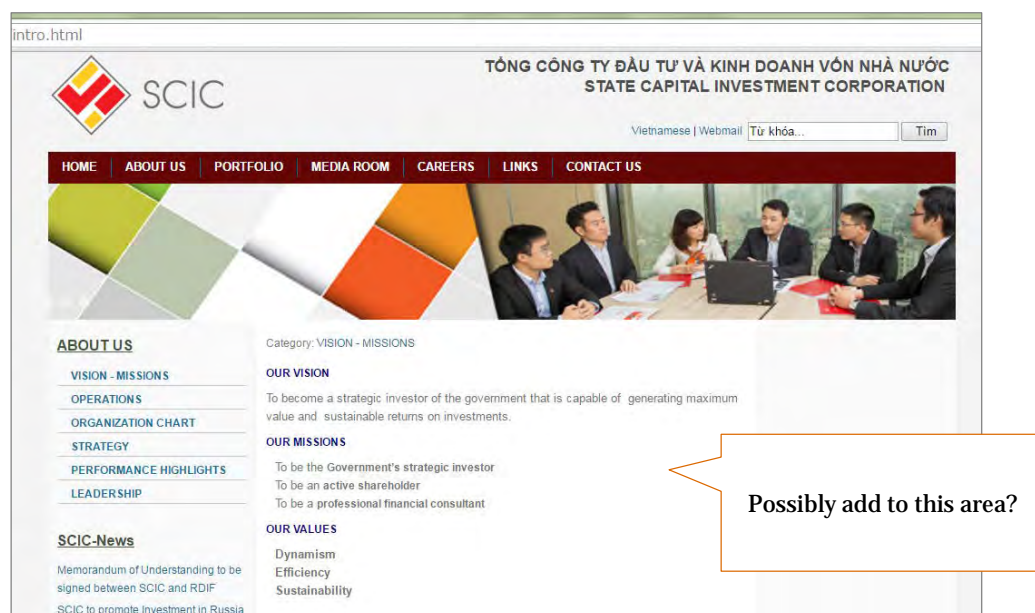 intro.html
SCIC
TỔNG CÔNG TY ĐẦU TƯ VÀ KINH DOANH VỐN NHÀ NƯỚC
STATE CAPITAL INVESTMENT CORPORATION
Vietnamese | Webmail Từ khóa... Tìm
HOME ABOUT US PORTFOLIO MEDIA ROOM CAREERS LINKS CONTACT US
ABOUT US
VISION - MISSIONS
OPERATIONS
ORGANIZATION CHART
STRATEGY
PERFORMANCE HIGHLIGHTS
LEADERSHIP
SCIC-News
Memorandum of Understanding to be
signed between SCIC and RDIF
SCIC to promote Investment in Russia
Category: VISION - MISSIONS
OUR VISION
To become a strategic investor of the government that is capable of generating maximum
value and sustainable returns on investments.
OUR MISSIONS
To be the Government's strategic investor
To be an active shareholder
To be a professional financial consultant
OUR VALUES
Dynamism
Efficiency
Sustainability
Possibly add to this area?